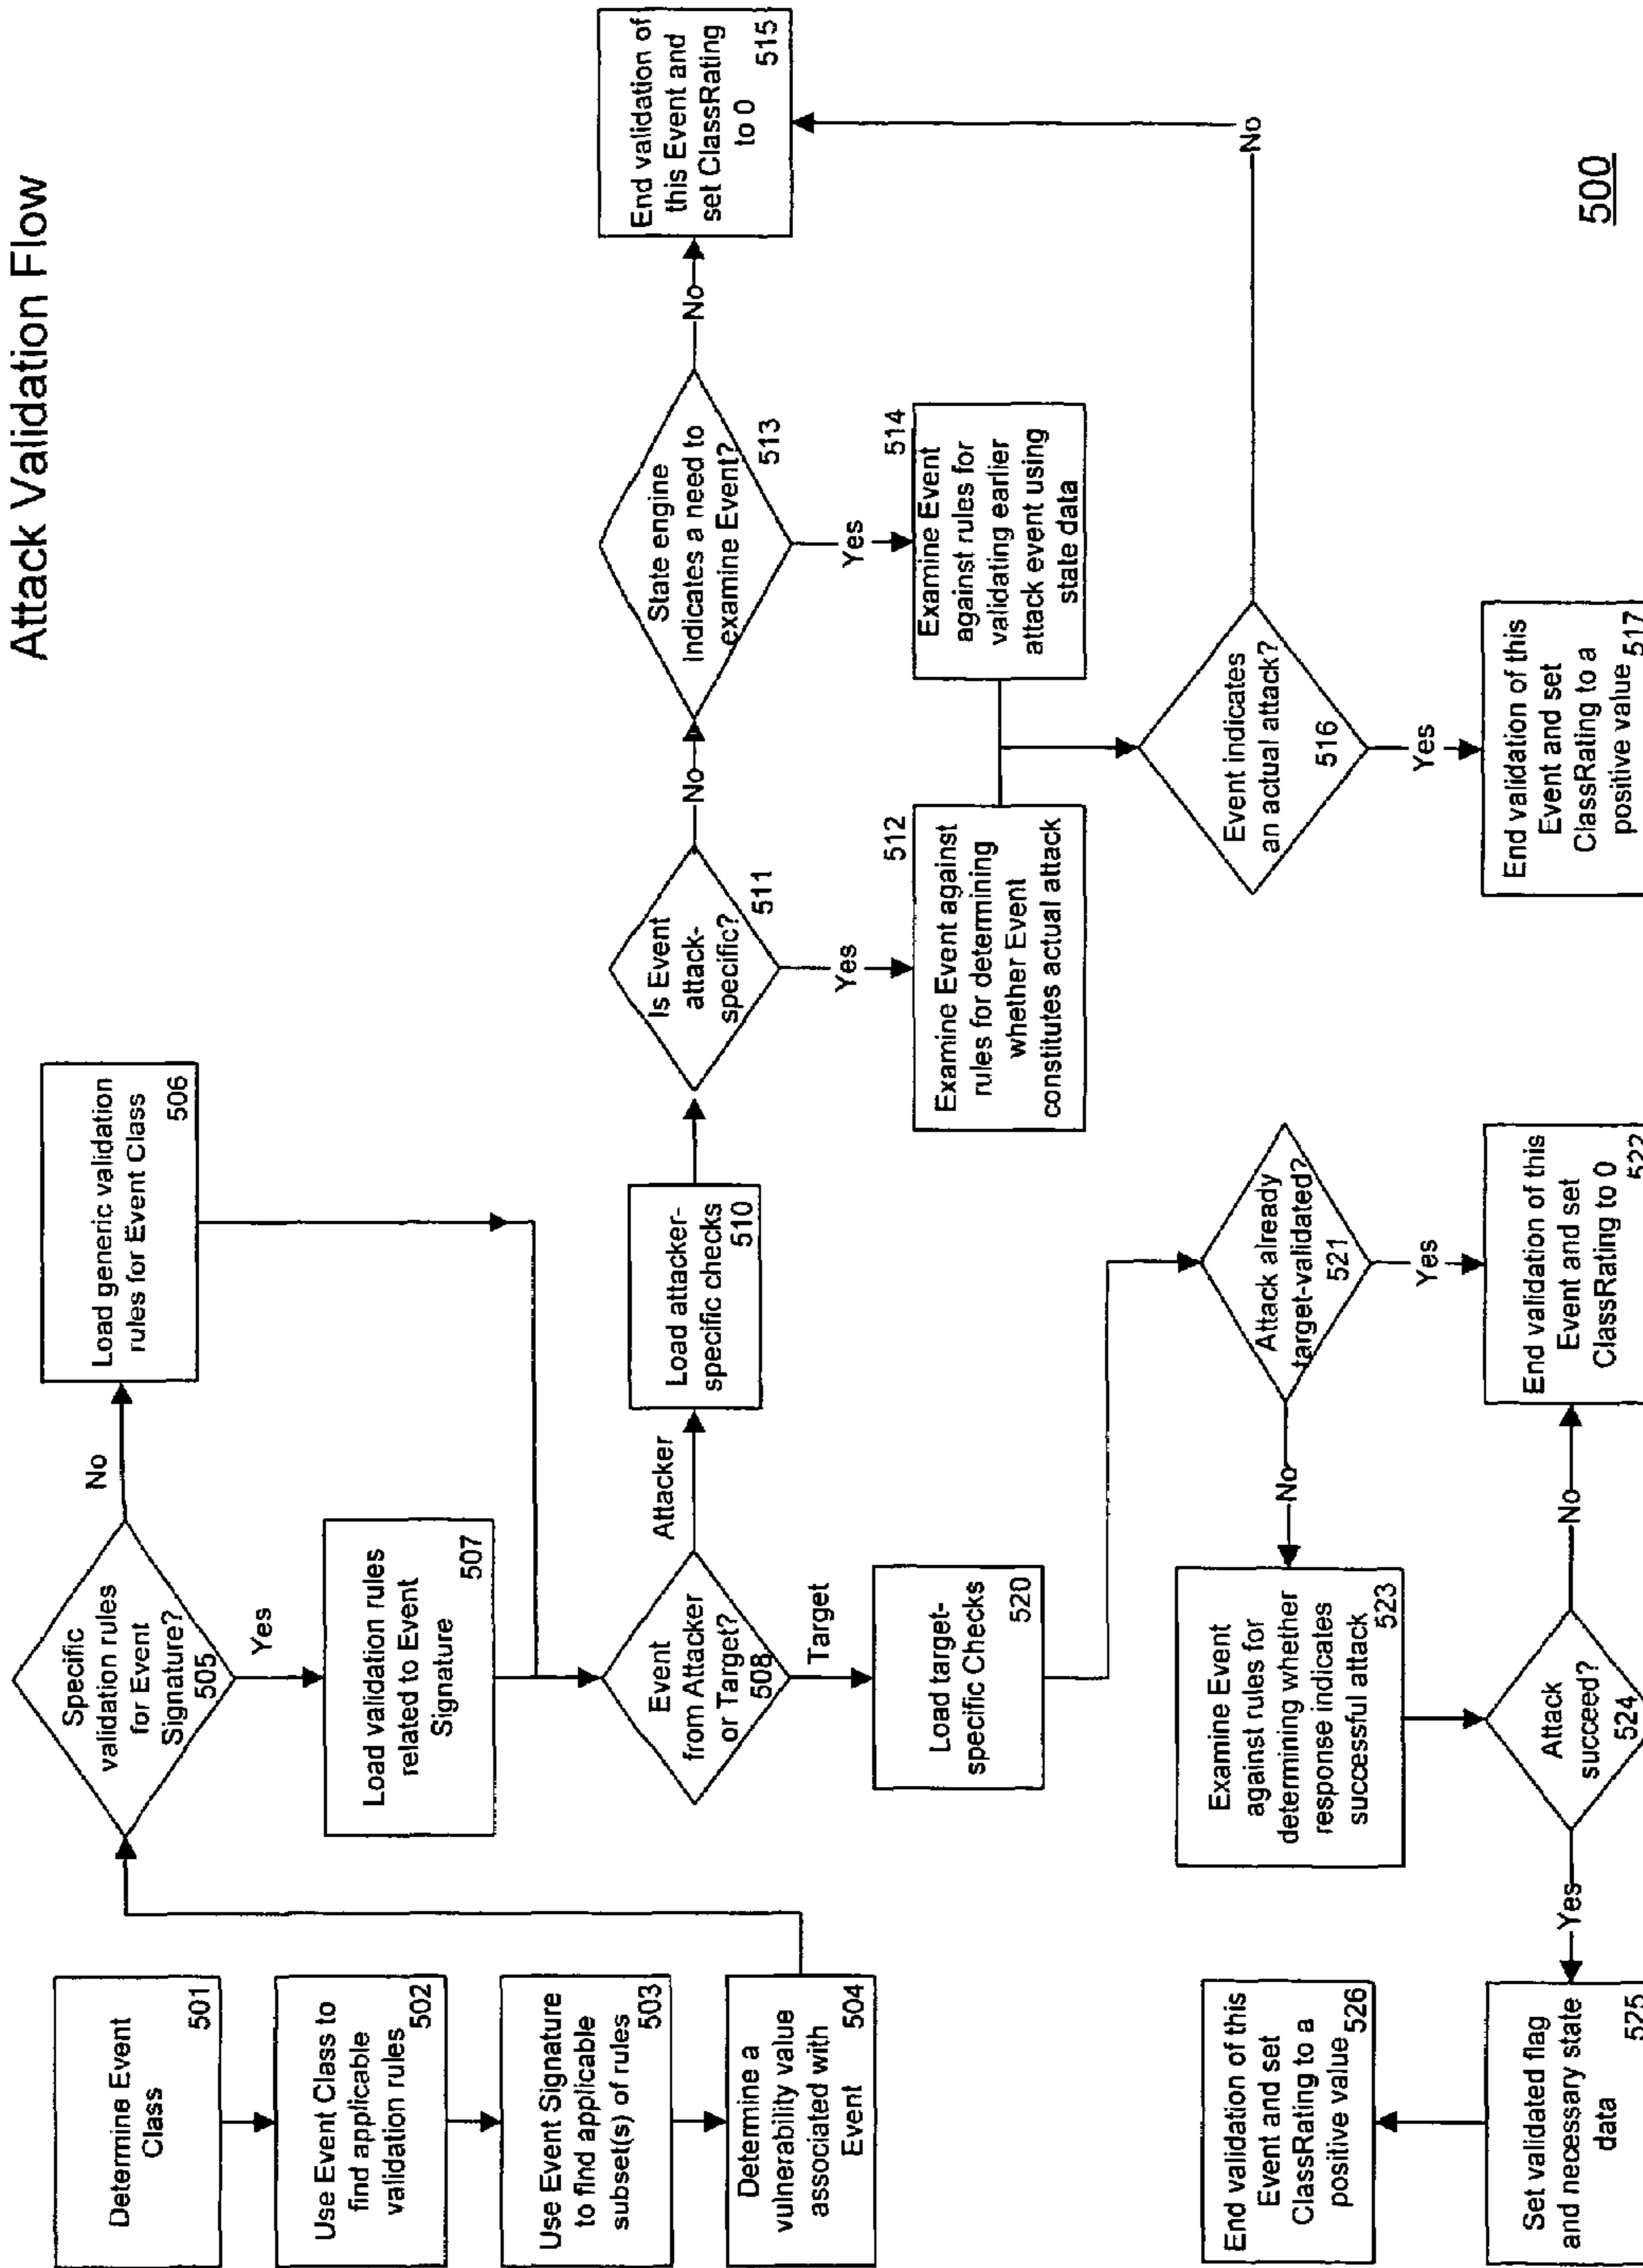 Attack Validation Flow
Determine Event
Class
501
Use Event Class to
find applicable
validation rules
502
Use Event Signature
to find applicable
subset(s) of rules
503
Determine a
vulnerability value
associated with
Event
504
Specific
validation rules
for Event
Signature?
505
No
Yes
Load generic validation
rules for Event Class
506
Load validation rules
related to Event
Signature
507
Event
from Attacker
or Target?
508
Attacker
Target
Load attacker-
specific checks
510
Is Event
attack-
specific?
511
No
Yes
Examine Event against
rules for determining
whether Event
constitutes actual attack
512
State engine
indicates a need to
examine Event?
513
No
Yes
Examine Event
against rules for
validating earlier
attack event using
state data
514
End validation of
this Event and
set ClassRating
to 0
515
Event indicates
an actual attack?
516
No
Yes
End validation of this
Event and set
ClassRating to a
positive value
517
Load target-
specific Checks
520
Attack already
target-validated?
521
No
Yes
End validation of this
Event and set
ClassRating to 0
522
Examine Event
against rules for
determining whether
response indicates
successful attack
523
Attack
succeed?
524
No
Yes
Set validated flag
and necessary state
data
525
End validation of this
Event and set
ClassRating to a
positive value
526
500